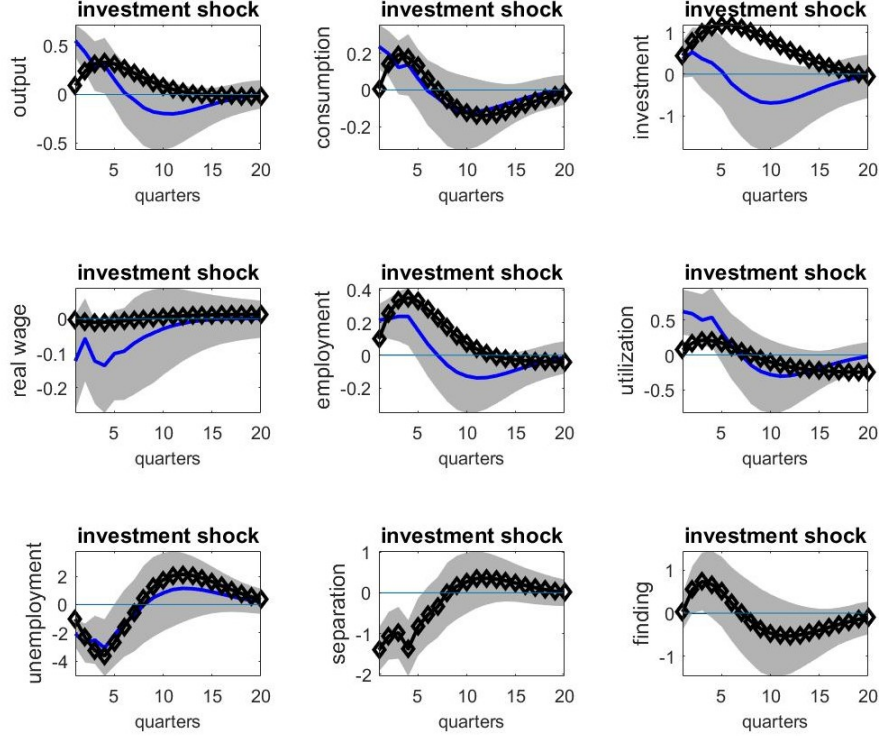 investment shock
output
0.5
0
-0.5
5 10 15 20
quarters
investment shock
consumption
0.2
0
-0.2
5 10 15 20
quarters
investment shock
investment
1
0
-1
5 10 15 20
quarters
investment shock
real wage
0
-0.1
-0.2
5 10 15 20
quarters
investment shock
employment
0.4
0.2
0
-0.2
5 10 15 20
quarters
investment shock
utilization
0.5
0
-0.5
5 10 15 20
quarters
investment shock
unemployment
2
0
-2
-4
5 10 15 20
quarters
investment shock
separation
1
0
-1
-2
5 10 15 20
quarters
investment shock
finding
1
0
-1
5 10 15 20
quarters